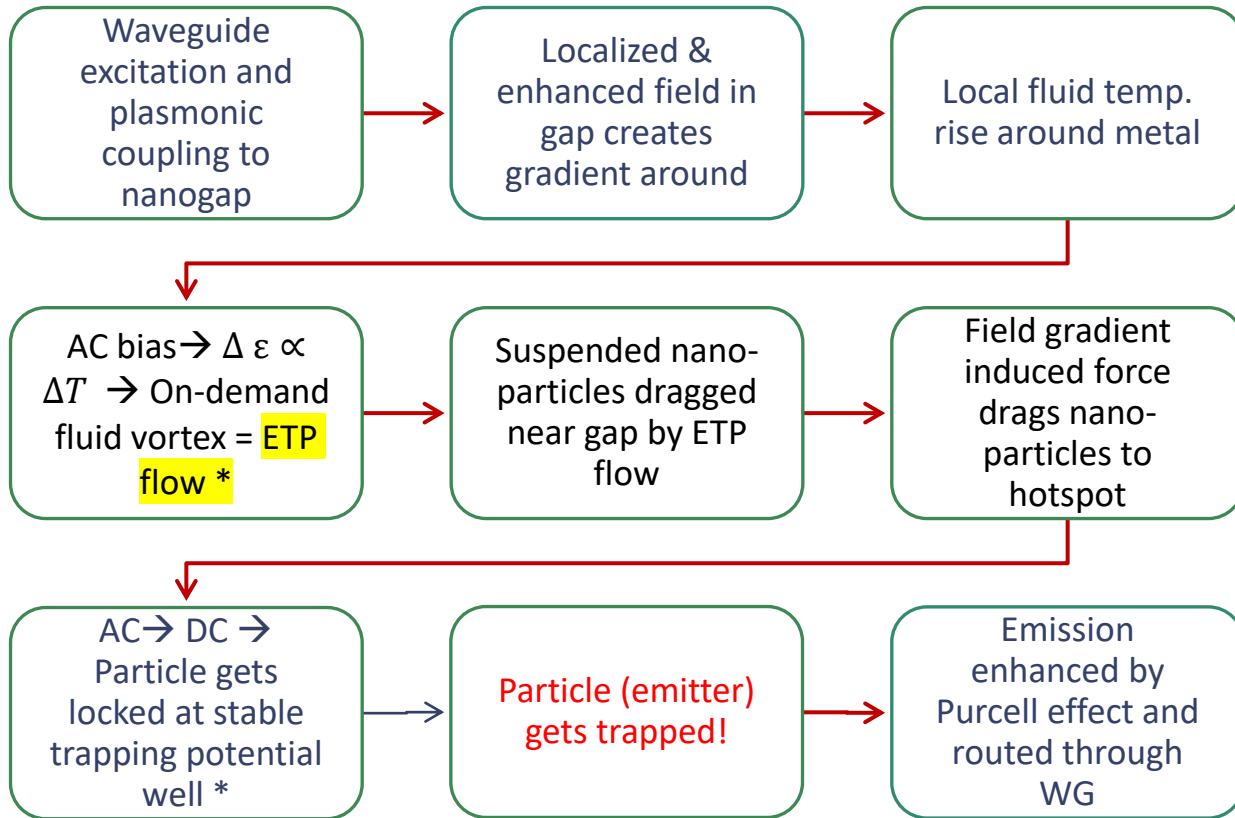 Waveguide
excitation and
plasmonic
coupling to
nanogap
Localized &
enhanced field in
gap creates
gradient around
Local fluid temp.
rise around metal
AC bias→ Δ ε ∝
ΔT → On-demand
fluid vortex = ETP
flow *
Suspended nano-
particles dragged
near gap by ETP
flow
Field gradient
induced force
drags nano-
particles to
hotspot
AC→ DC →
Particle gets
locked at stable
trapping potential
well *
Particle (emitter)
gets trapped!
Emission
enhanced by
Purcell effect and
routed through
WG